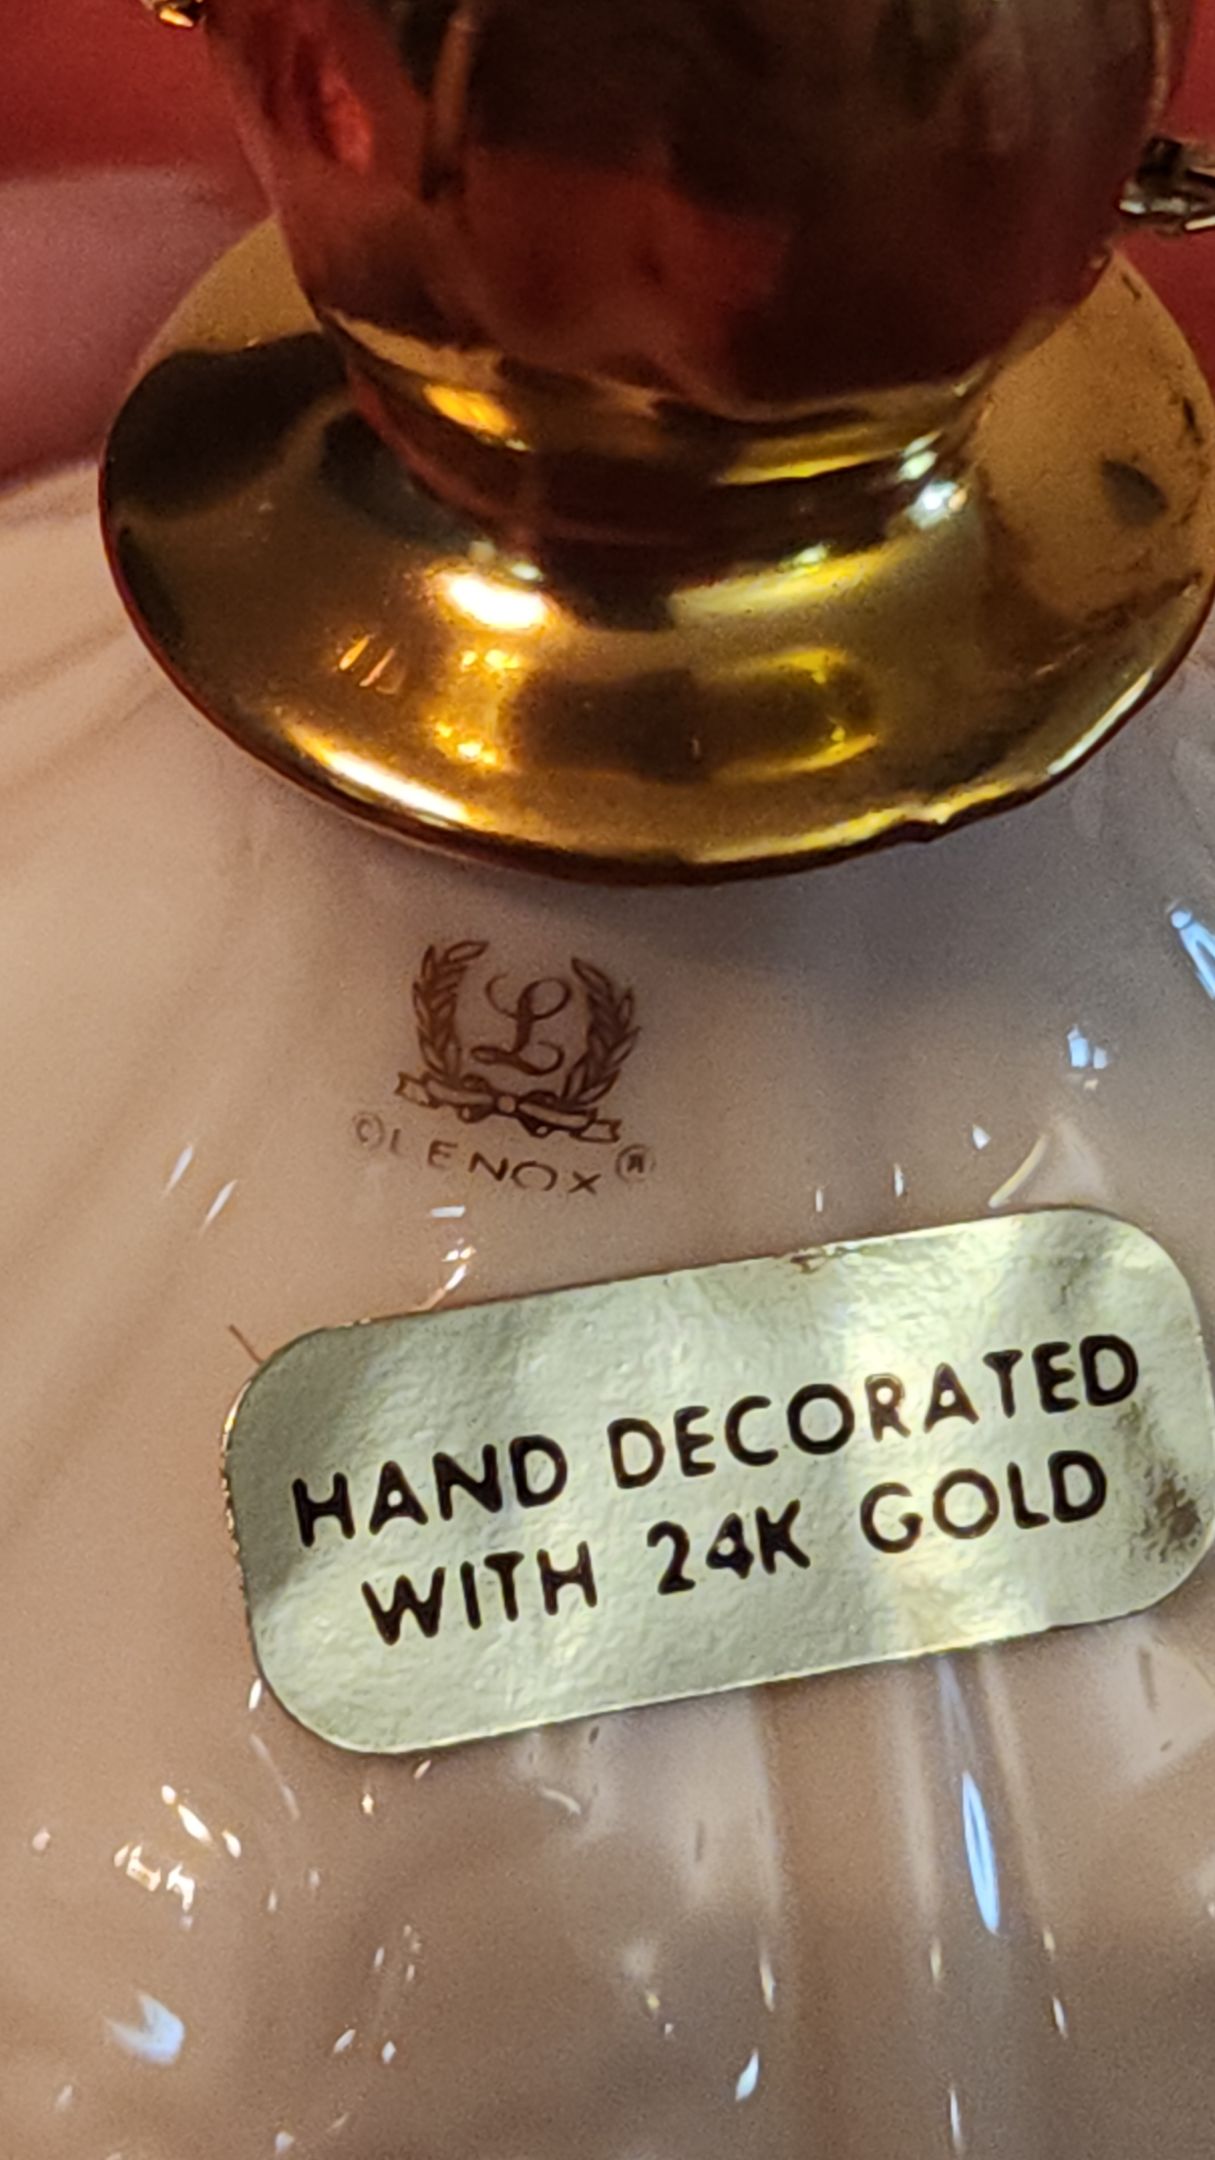 L
©LENOX®
HAND DECORATED
WITH 24K GOLD